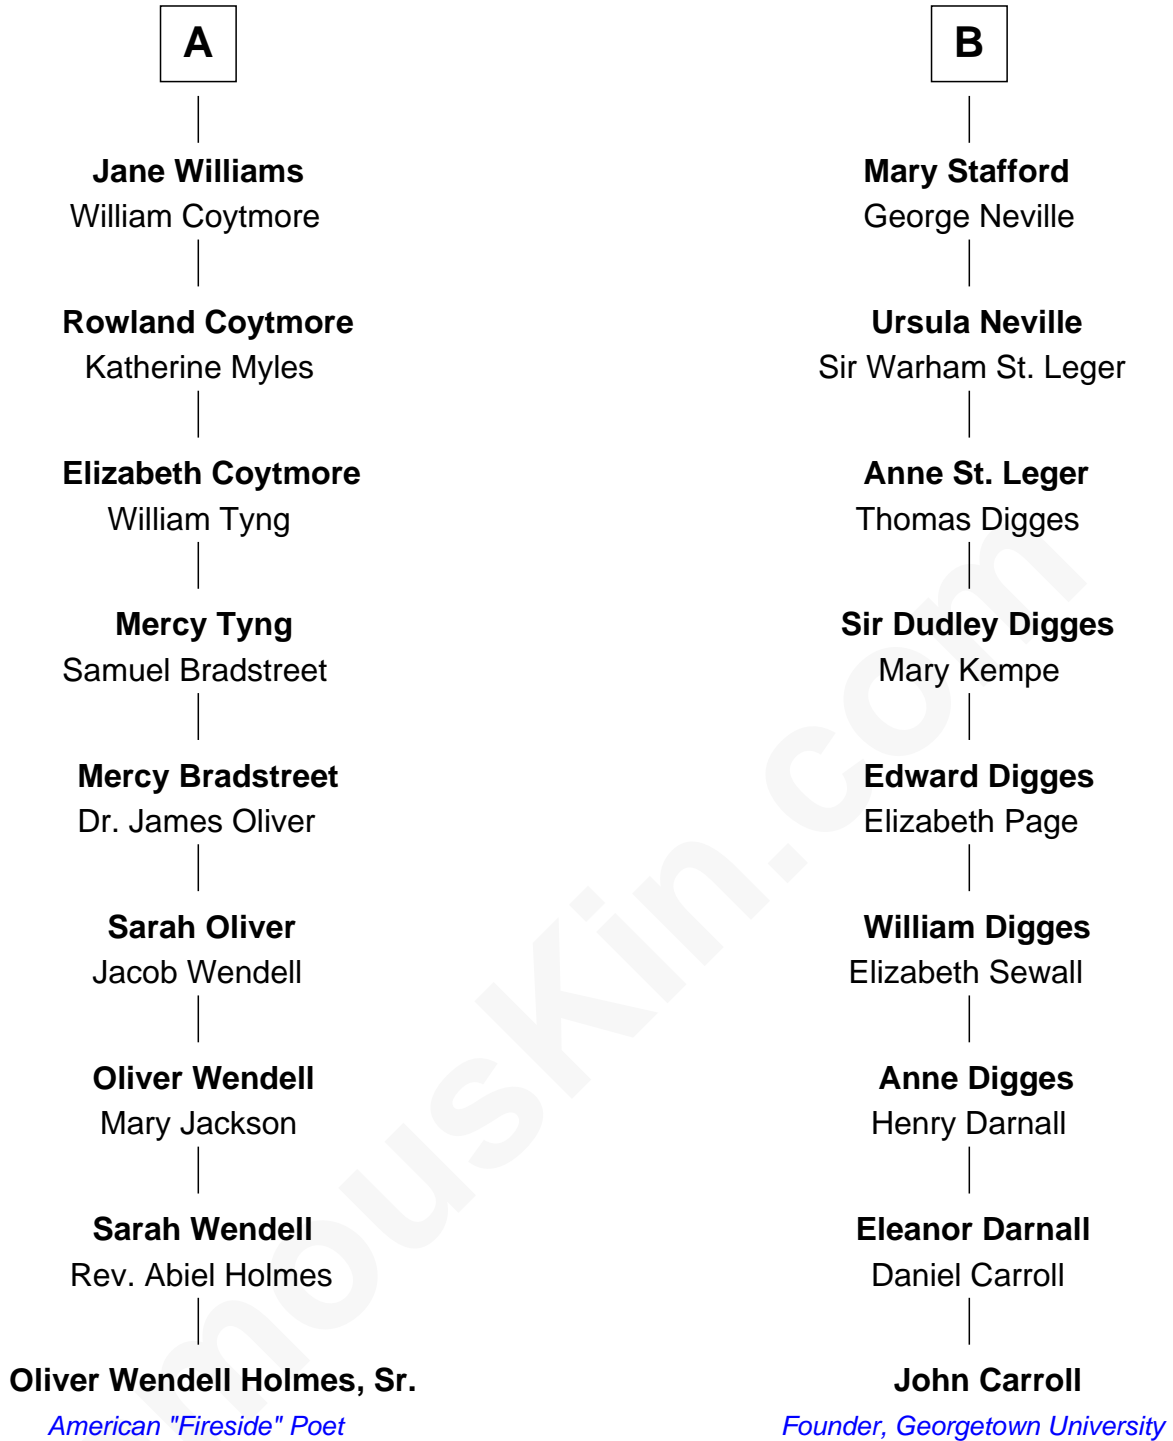 A
Jane Williams
William Coytmore
Rowland Coytmore
Katherine Myles
Elizabeth Coytmore
William Tyng
Mercy Tyng
Samuel Bradstreet
Mercy Bradstreet
Dr. James Oliver
Sarah Oliver
Jacob Wendell
Oliver Wendell
Mary Jackson
Sarah Wendell
Rev. Abiel Holmes
Oliver Wendell Holmes, Sr.
American "Fireside" Poet
B
Mary Stafford
George Neville
Ursula Neville
Sir Warham St. Leger
Anne St. Leger
Thomas Digges
Sir Dudley Digges
Mary Kempe
Edward Digges
Elizabeth Page
William Digges
Elizabeth Sewall
Anne Digges
Henry Darnall
Eleanor Darnall
Daniel Carroll
John Carroll
Founder, Georgetown University
mouskin.com